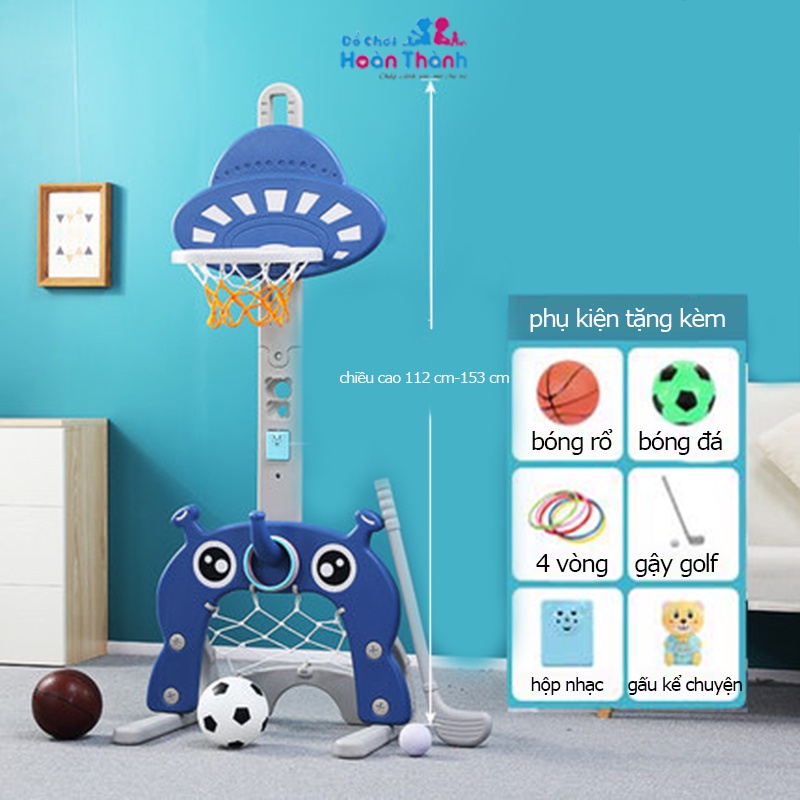 Đồ Chơi
Hoàn Thành
chiều cao 112 cm-153 cm
phụ kiện tặng kèm
bóng rổ
bóng đá
4 vòng
gậy golf
hộp nhạc
gấu kể chuyện